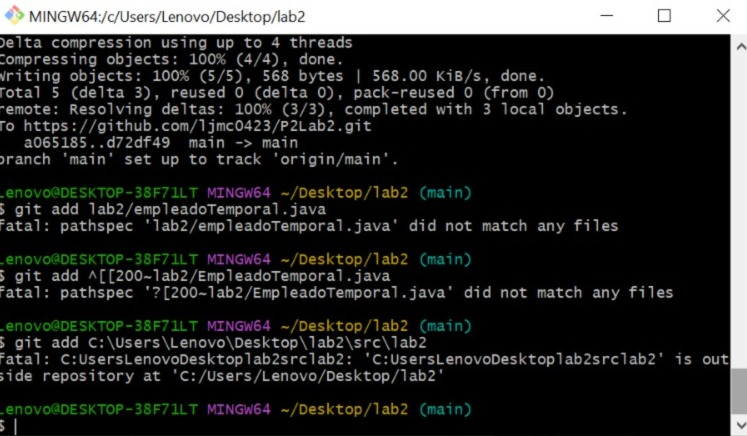 MINGW64:/c/Users/Lenovo/Desktop/lab2
Delta compression using up to 4 threads
Compressing objects: 100% (4/4), done.
Writing objects: 100% (5/5), 568 bytes | 568.00 KiB/s, done.
Total 5 (delta 3), reused 0 (delta 0), pack-reused 0 (from 0)
remote: Resolving deltas: 100% (3/3), completed with 3 local objects.
To https://github.com/ljmc0423/P2Lab2.git
a065185..d72df49 main -> main
branch 'main' set up to track 'origin/main'.
Lenovo@DESKTOP-38F71LT MINGW64 ~/Desktop/lab2 (main)
$ git add lab2/empleadoTemporal.java
fatal: pathspec 'lab2/empleadoTemporal.java' did not match any files
Lenovo@DESKTOP-38F71LT MINGW64 ~/Desktop/lab2 (main)
$ git add ^[[200~lab2/EmpleadoTemporal.java
fatal: pathspec '?[200~lab2/EmpleadoTemporal.java' did not match any files
Lenovo@DESKTOP-38F71LT MINGW64 ~/Desktop/lab2 (main)
$ git add C:\Users\Lenovo\Desktop\lab2\src\lab2
fatal: C:UsersLenovoDesktoplab2srclab2: 'C:UsersLenovoDesktoplab2srclab2' is out
side repository at 'C:/Users/Lenovo/Desktop/lab2'
Lenovo@DESKTOP-38F71LT MINGW64 ~/Desktop/lab2 (main)
$